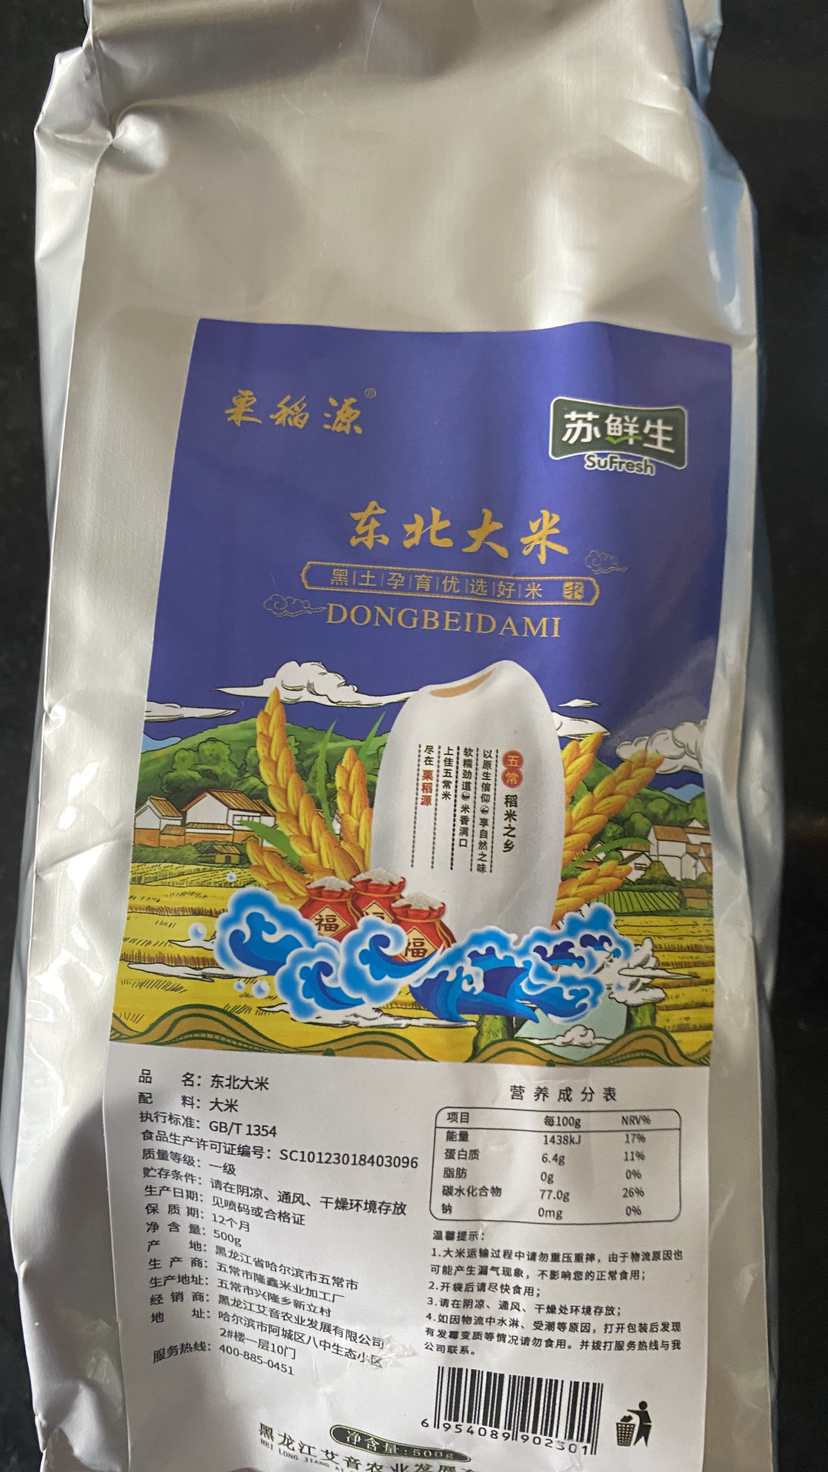 栗稻源®
苏鲜生
SuFresh
东北大米
黑土孕育优选好米
DONGBEIDAMI
五常 稻米之乡
以原生信仰 享自然之味
软糯劲道 米香满口
上佳五常米
尽在 栗稻源
福
福
品 名：东北大米
配 料：大米
执行标准：GB/T 1354
食品生产许可证编号：SC10123018403096
质量等级：一级
贮存条件：请在阴凉、通风、干燥环境存放
生产日期：见喷码或合格证
保 质 期：12个月
净 含 量：500g
产 地：黑龙江省哈尔滨市五常市
生 产 商：五常市隆鑫米业加工厂
生产地址：五常市兴隆乡新立村
经 销 商：黑龙江艾音农业发展有限公司
地 址：哈尔滨市阿城区八中生态小区
2#楼一层10门
服务热线：400-885-0451
营养成分表
项目 每100g NRV%
能量 1438kJ 17%
蛋白质 6.4g 11%
脂肪 0g 0%
碳水化合物 77.0g 26%
钠 0mg 0%
温馨提示：
1.大米运输过程中请勿重压重摔，由于物流原因也
可能产生漏气现象，不影响您的正常食用；
2.开袋后请尽快食用；
3.请在阴凉、通风、干燥处环境存放；
4.如因物流中水淋、受潮等原因，打开包装后发现
有发霉变质等情况请勿食用。并拨打服务热线与我
公司联系。
6 954089 902301
净含量：500g
黑龙江艾音农业发展
HEI LONG JIANG AI